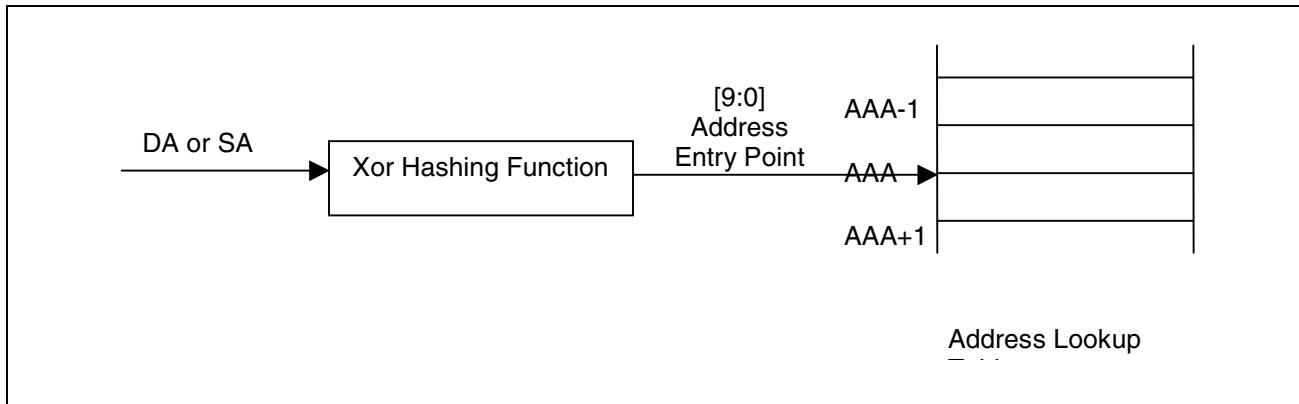 DA or SA
Xor Hashing Function
[9:0]
Address
Entry Point
AAA-1
AAA
AAA+1
Address Lookup